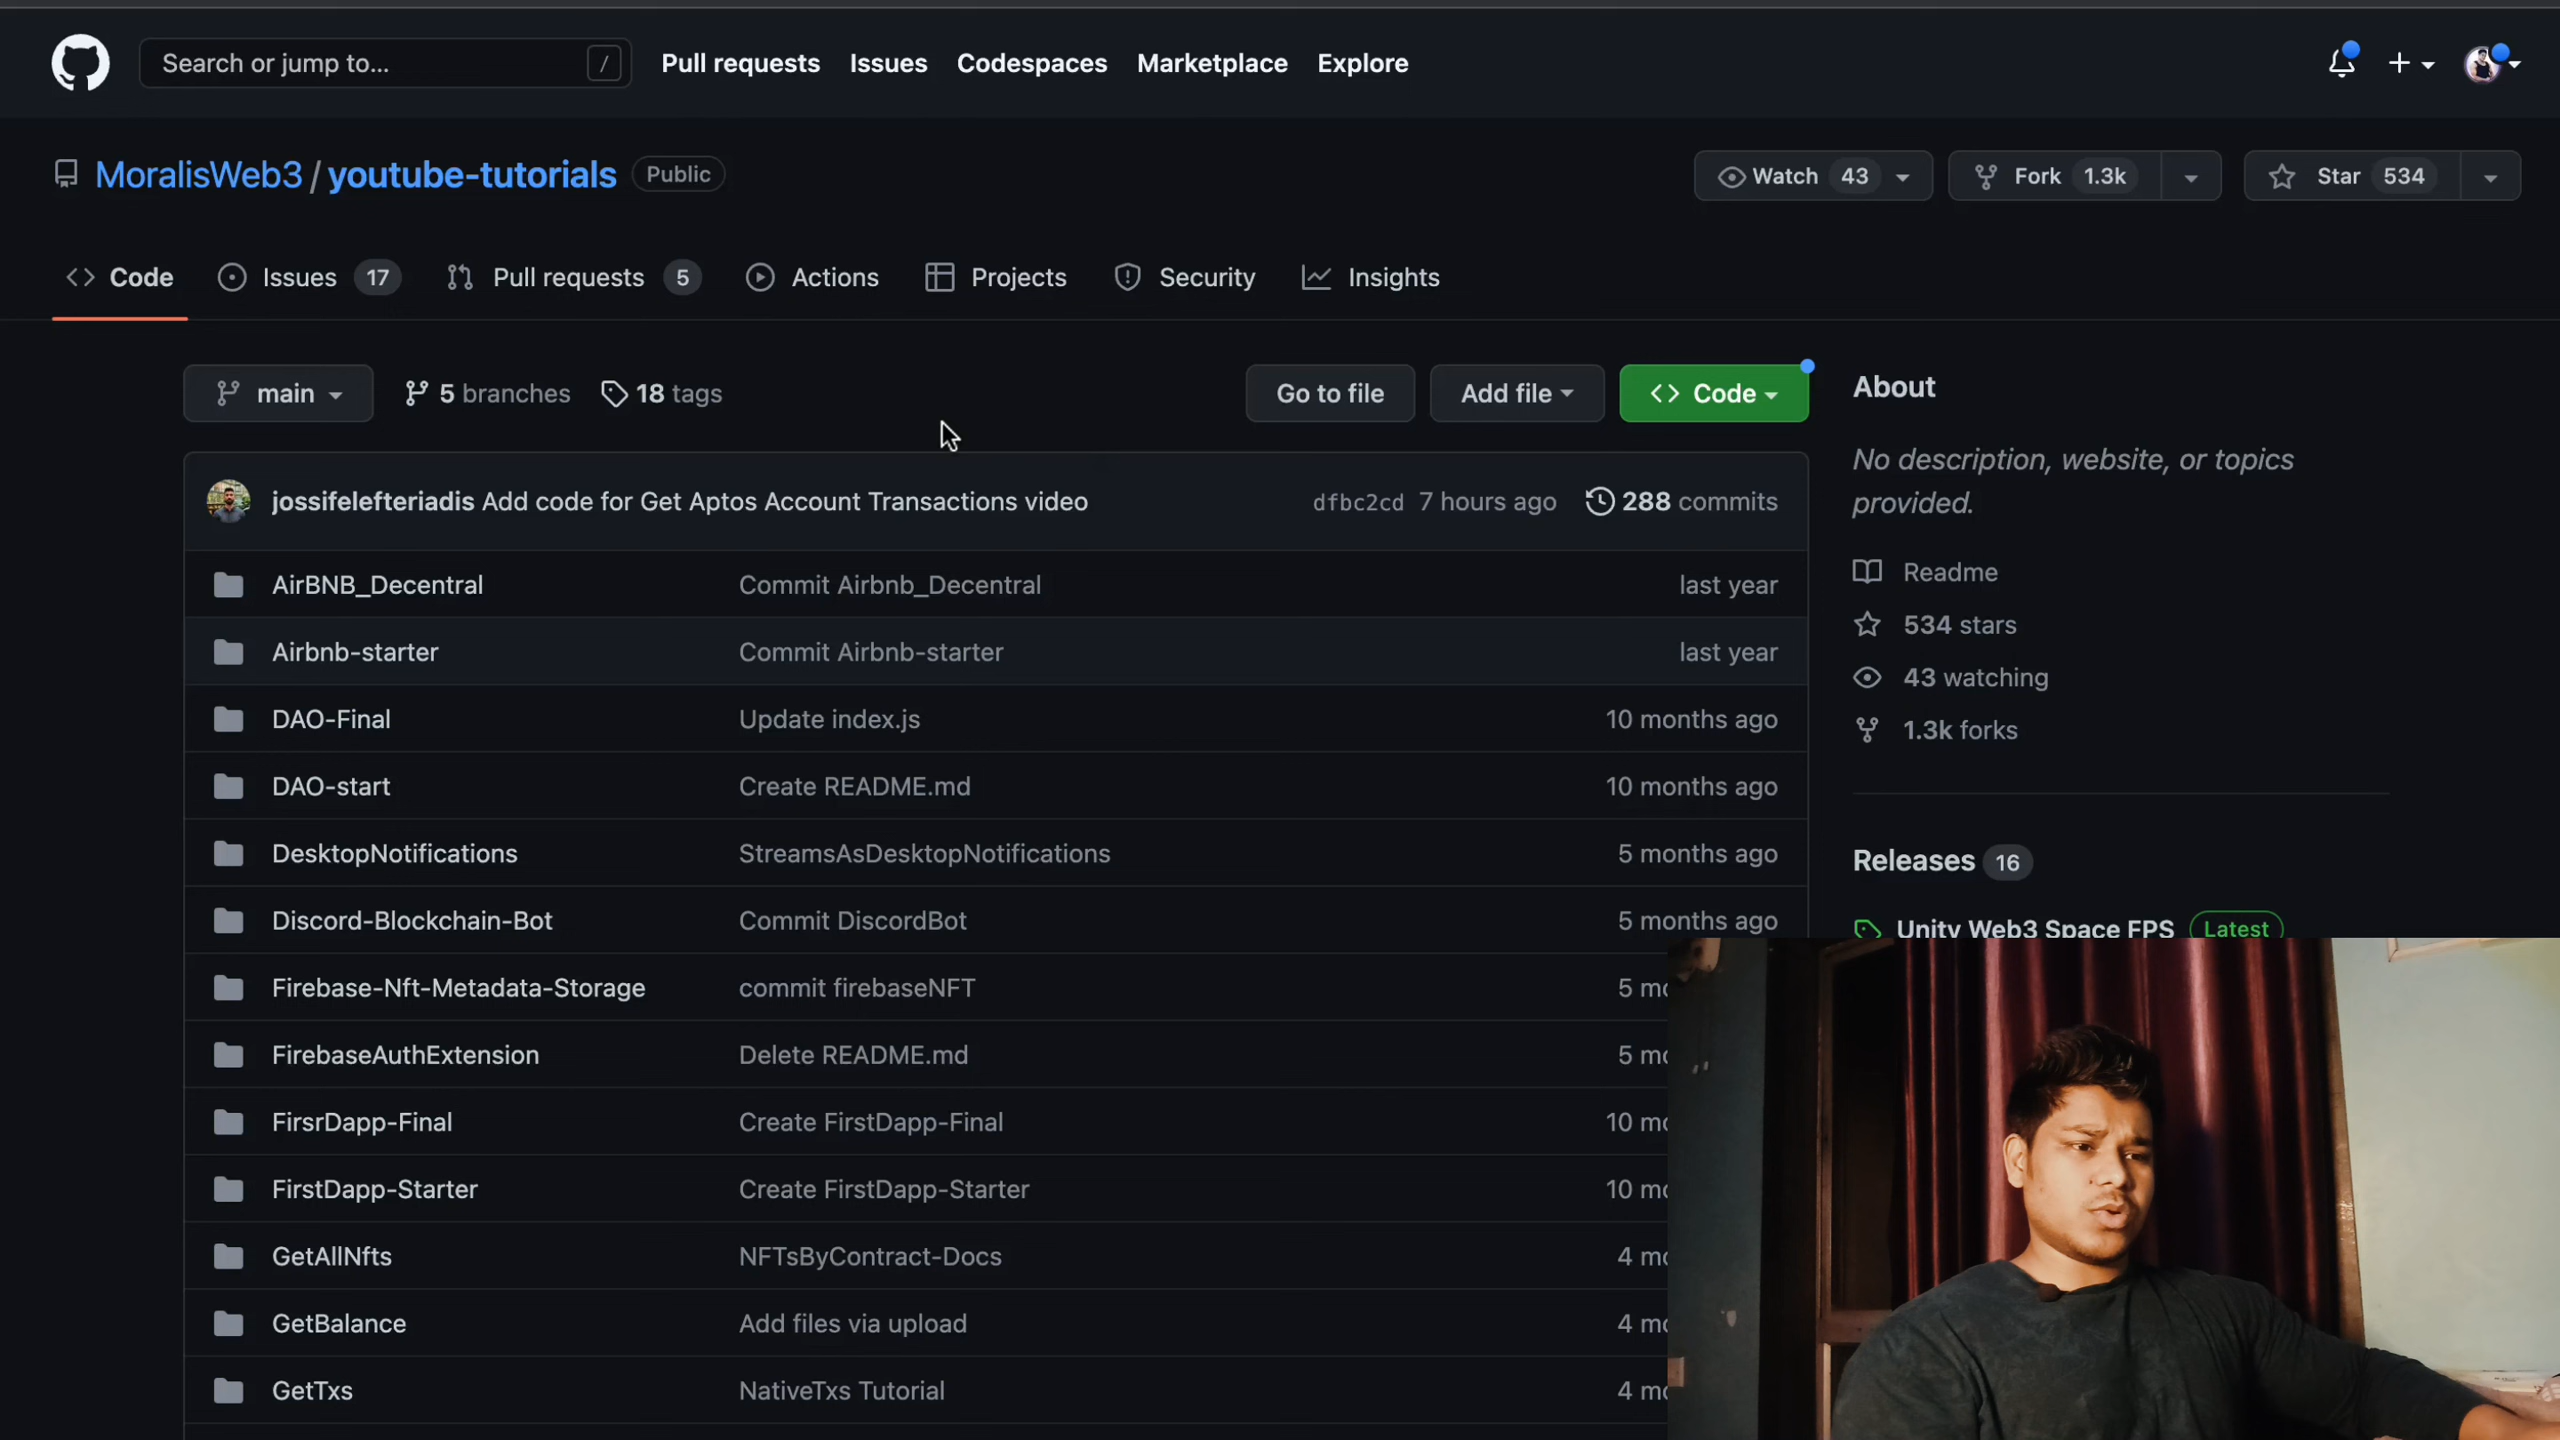 Search or jump to... / Pull requests Issues Codespaces Marketplace Explore
MoralisWeb3 / youtube-tutorials Public Watch 43 Fork 1.3k Star 534
Code Issues 17 Pull requests 5 Actions Projects Security Insights
main 5 branches 18 tags Go to file Add file Code
About
No description, website, or topics
provided.
Readme
534 stars
43 watching
1.3k forks
Releases 16
Unity Web3 Space FPS Latest
jossifelefteriadis Add code for Get Aptos Account Transactions video dfbc2cd 7 hours ago 288 commits
AirBNB_Decentral Commit Airbnb_Decentral last year
Airbnb-starter Commit Airbnb-starter last year
DAO-Final Update index.js 10 months ago
DAO-start Create README.md 10 months ago
DesktopNotifications StreamsAsDesktopNotifications 5 months ago
Discord-Blockchain-Bot Commit DiscordBot 5 months ago
Firebase-Nft-Metadata-Storage commit firebaseNFT 5
FirebaseAuthExtension Delete README.md 5
FirsrDapp-Final Create FirstDapp-Final 10
FirstDapp-Starter Create FirstDapp-Starter 10
GetAllNfts NFTsByContract-Docs 4
GetBalance Add files via upload 4
GetTxs NativeTxs Tutorial 4